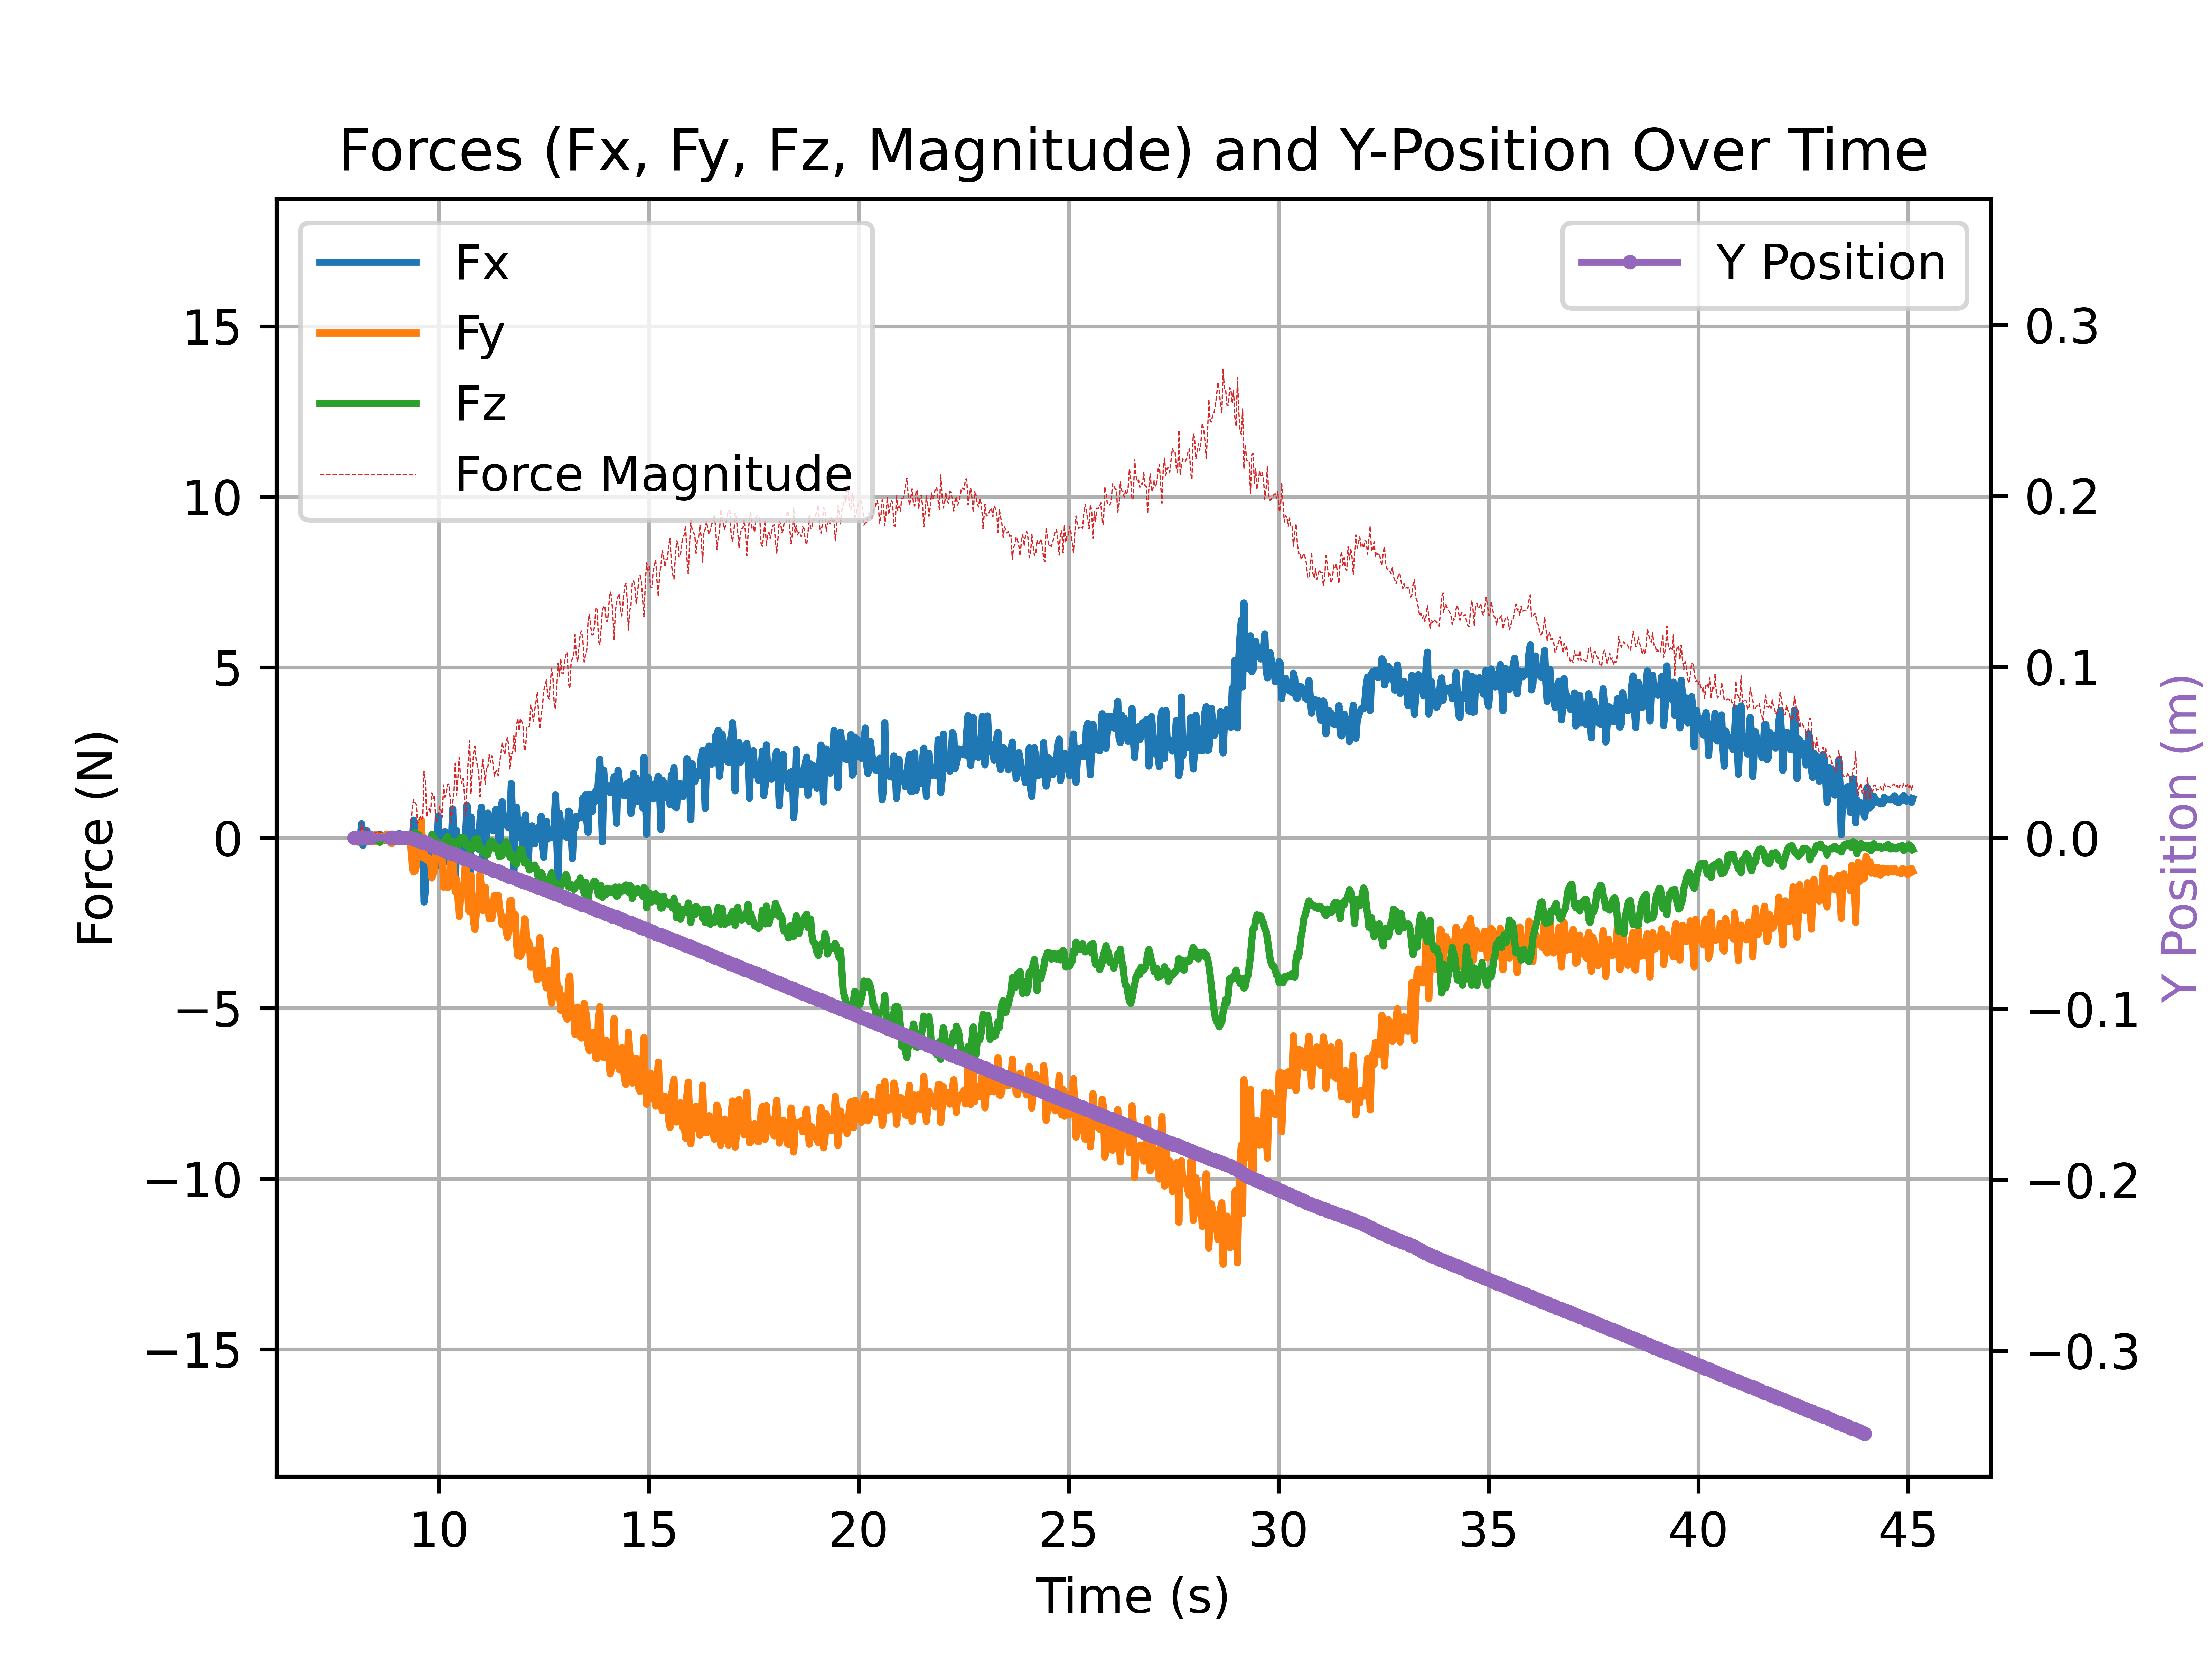 Forces (Fx, Fy, Fz, Magnitude) and Y-Position Over Time
Fx
Fy
Fz
Force Magnitude
Y Position
15
10
5
0
−5
−10
−15
Force (N)
0.3
0.2
0.1
0.0
−0.1
−0.2
−0.3
Y Position (m)
10 15 20 25 30 35 40 45
Time (s)